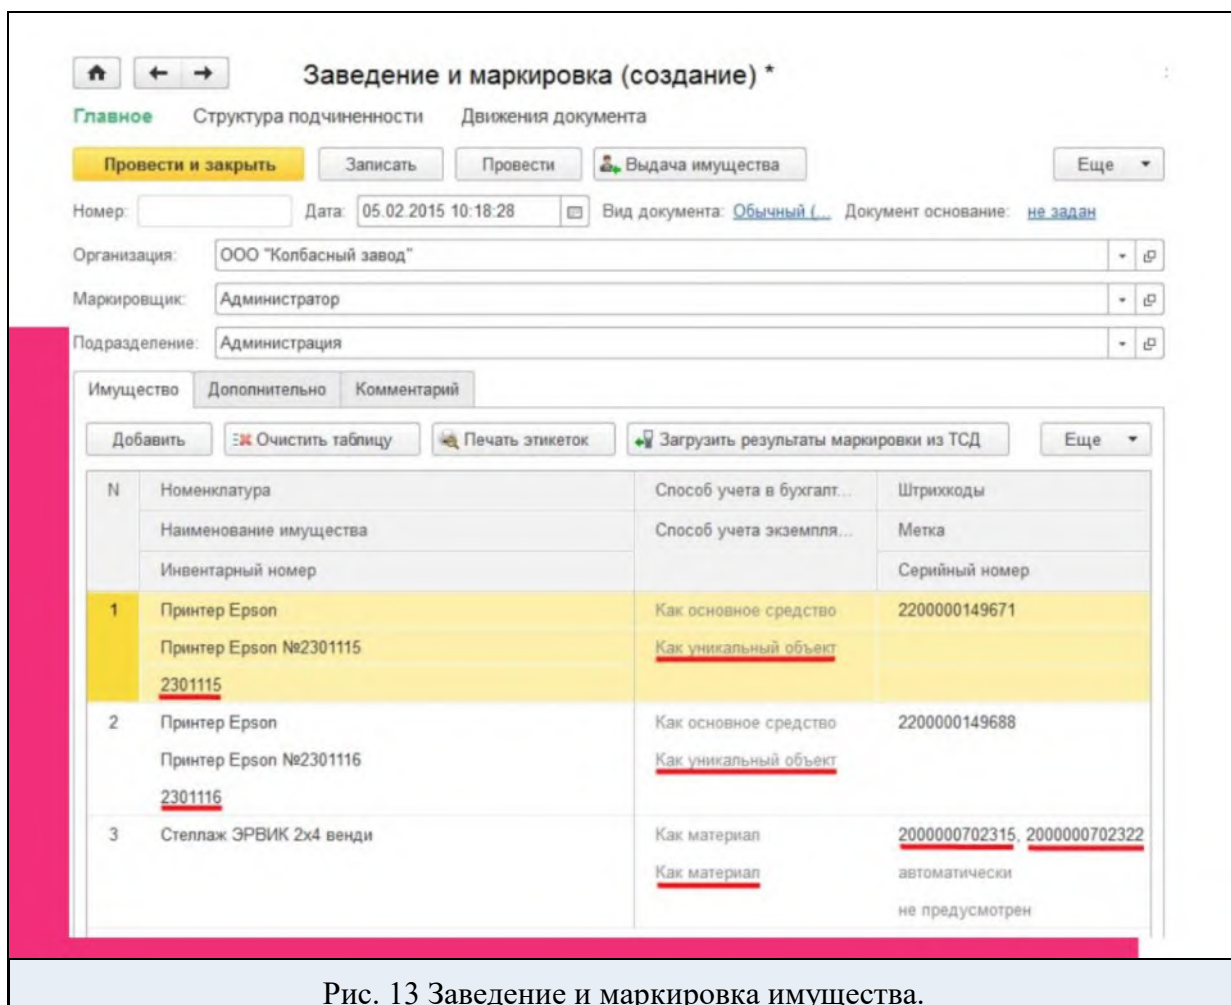 Заведение и маркировка (создание) *
Главное Структура подчиненности Движения документа
Провести и закрыть Записать Провести Выдача имущества Еще
Номер: Дата: 05.02.2015 10:18:28 Вид документа: Обычный (... Документ основание: не задан
Организация: ООО "Колбасный завод"
Маркировщик: Администратор
Подразделение: Администрация
Имущество Дополнительно Комментарий
Добавить Очистить таблицу Печать этикеток Загрузить результаты маркировки из ТСД Еще
N Номенклатура Способ учета в бухгалт... Штрихкоды
Наименование имущества Способ учета экземпля... Метка
Инвентарный номер Серийный номер
1 Принтер Epson Как основное средство 2200000149671
Принтер Epson №2301115 Как уникальный объект
2301115
2 Принтер Epson Как основное средство 2200000149688
Принтер Epson №2301116 Как уникальный объект
2301116
3 Стеллаж ЭРВИК 2х4 венди Как материал 2000000702315, 2000000702322
Как материал автоматически
не предусмотрен
Рис. 13 Заведение и маркировка имущества.